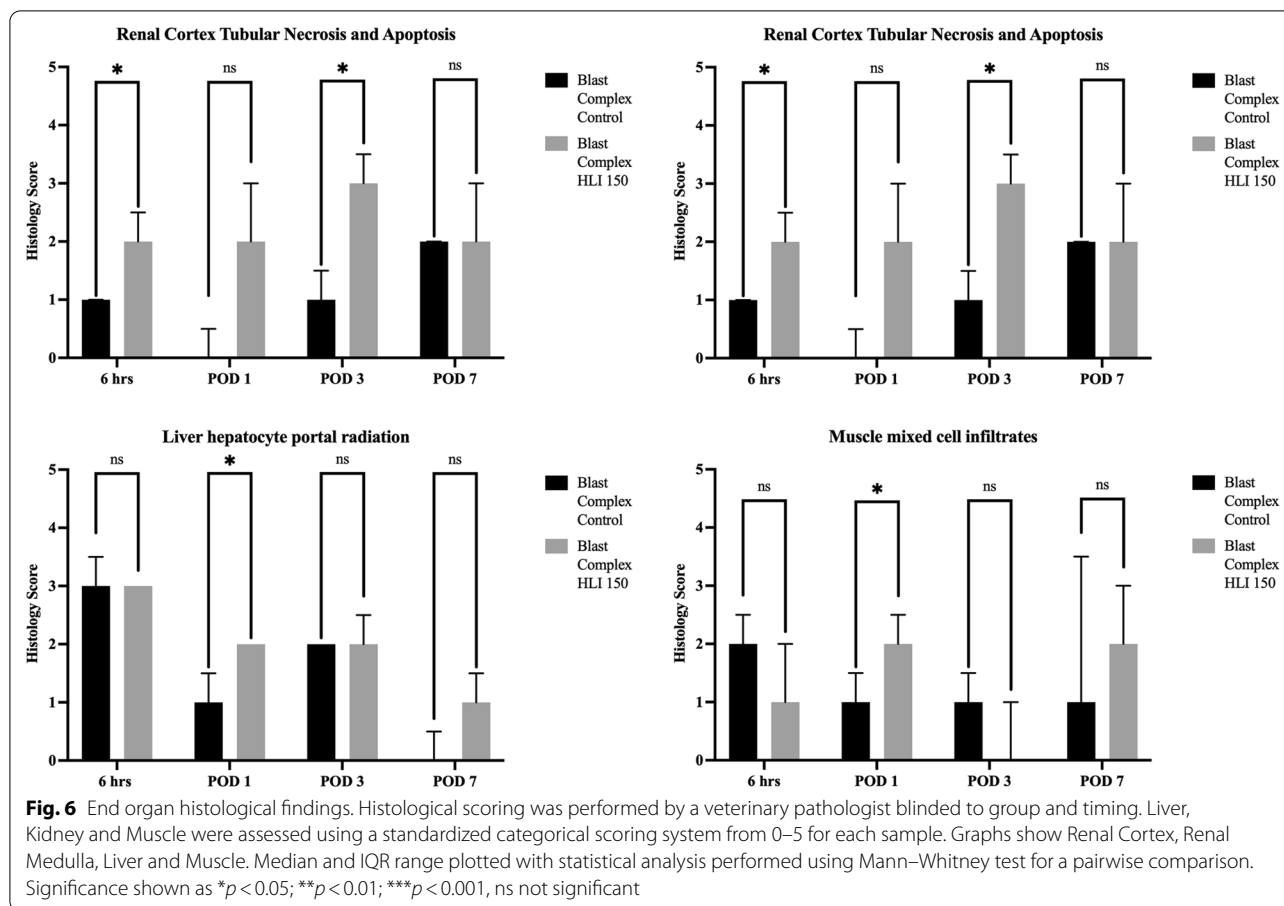 Renal Cortex Tubular Necrosis and Apoptosis
5
4
3
2
1
0
Histology Score
*
ns
*
ns
6 hrs
POD 1
POD 3
POD 7
Blast
Complex
Control
Blast
Complex
HLI 150
Renal Cortex Tubular Necrosis and Apoptosis
5
4
3
2
1
0
Histology Score
*
ns
*
ns
6 hrs
POD 1
POD 3
POD 7
Blast
Complex
Control
Blast
Complex
HLI 150
Liver hepatocyte portal radiation
5
4
3
2
1
0
Histology Score
ns
*
ns
ns
6 hrs
POD 1
POD 3
POD 7
Blast
Complex
Control
Blast
Complex
HLI 150
Muscle mixed cell infiltrates
5
4
3
2
1
0
Histology Score
ns
*
ns
ns
6 hrs
POD 1
POD 3
POD 7
Blast
Complex
Control
Blast
Complex
HLI 150
Fig. 6 End organ histological findings. Histological scoring was performed by a veterinary pathologist blinded to group and timing. Liver,
Kidney and Muscle were assessed using a standardized categorical scoring system from 0–5 for each sample. Graphs show Renal Cortex, Renal
Medulla, Liver and Muscle. Median and IQR range plotted with statistical analysis performed using Mann–Whitney test for a pairwise comparison.
Significance shown as *p < 0.05; **p < 0.01; ***p < 0.001, ns not significant